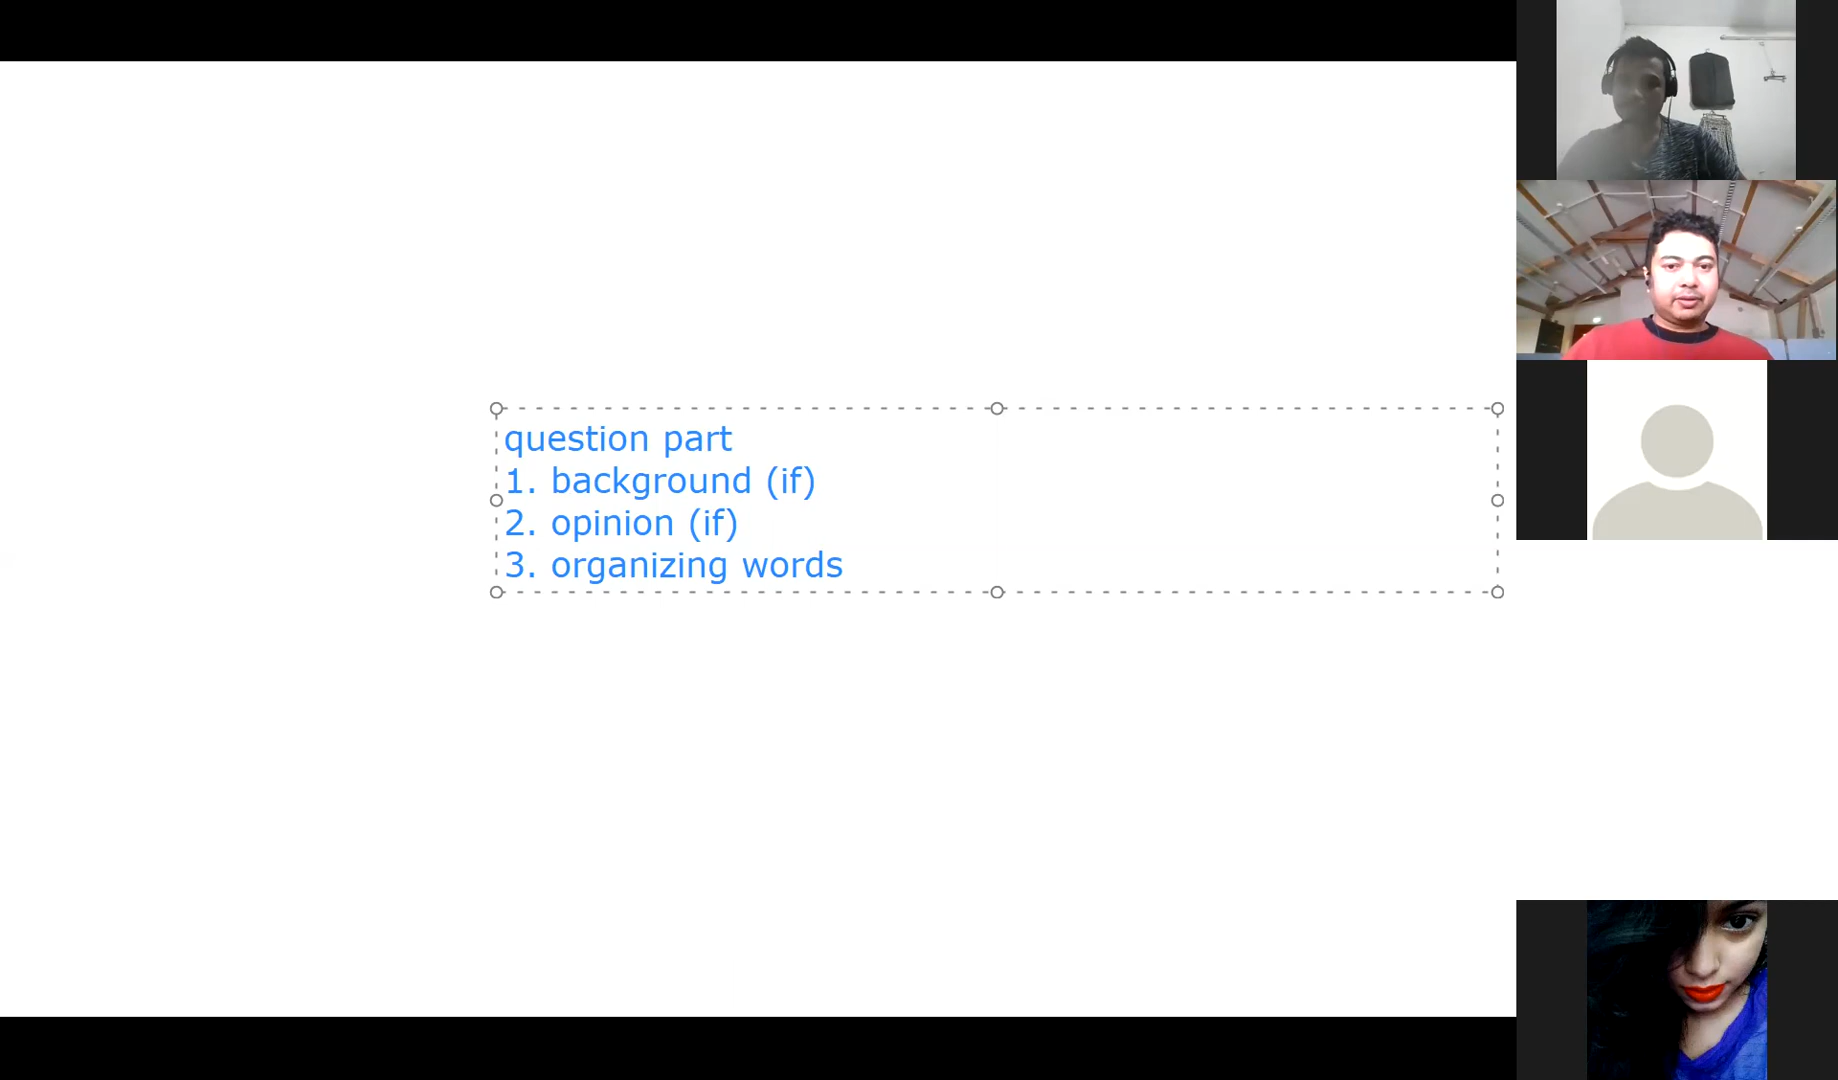 question part
1. background (if)
2. opinion (if)
3. organizing words